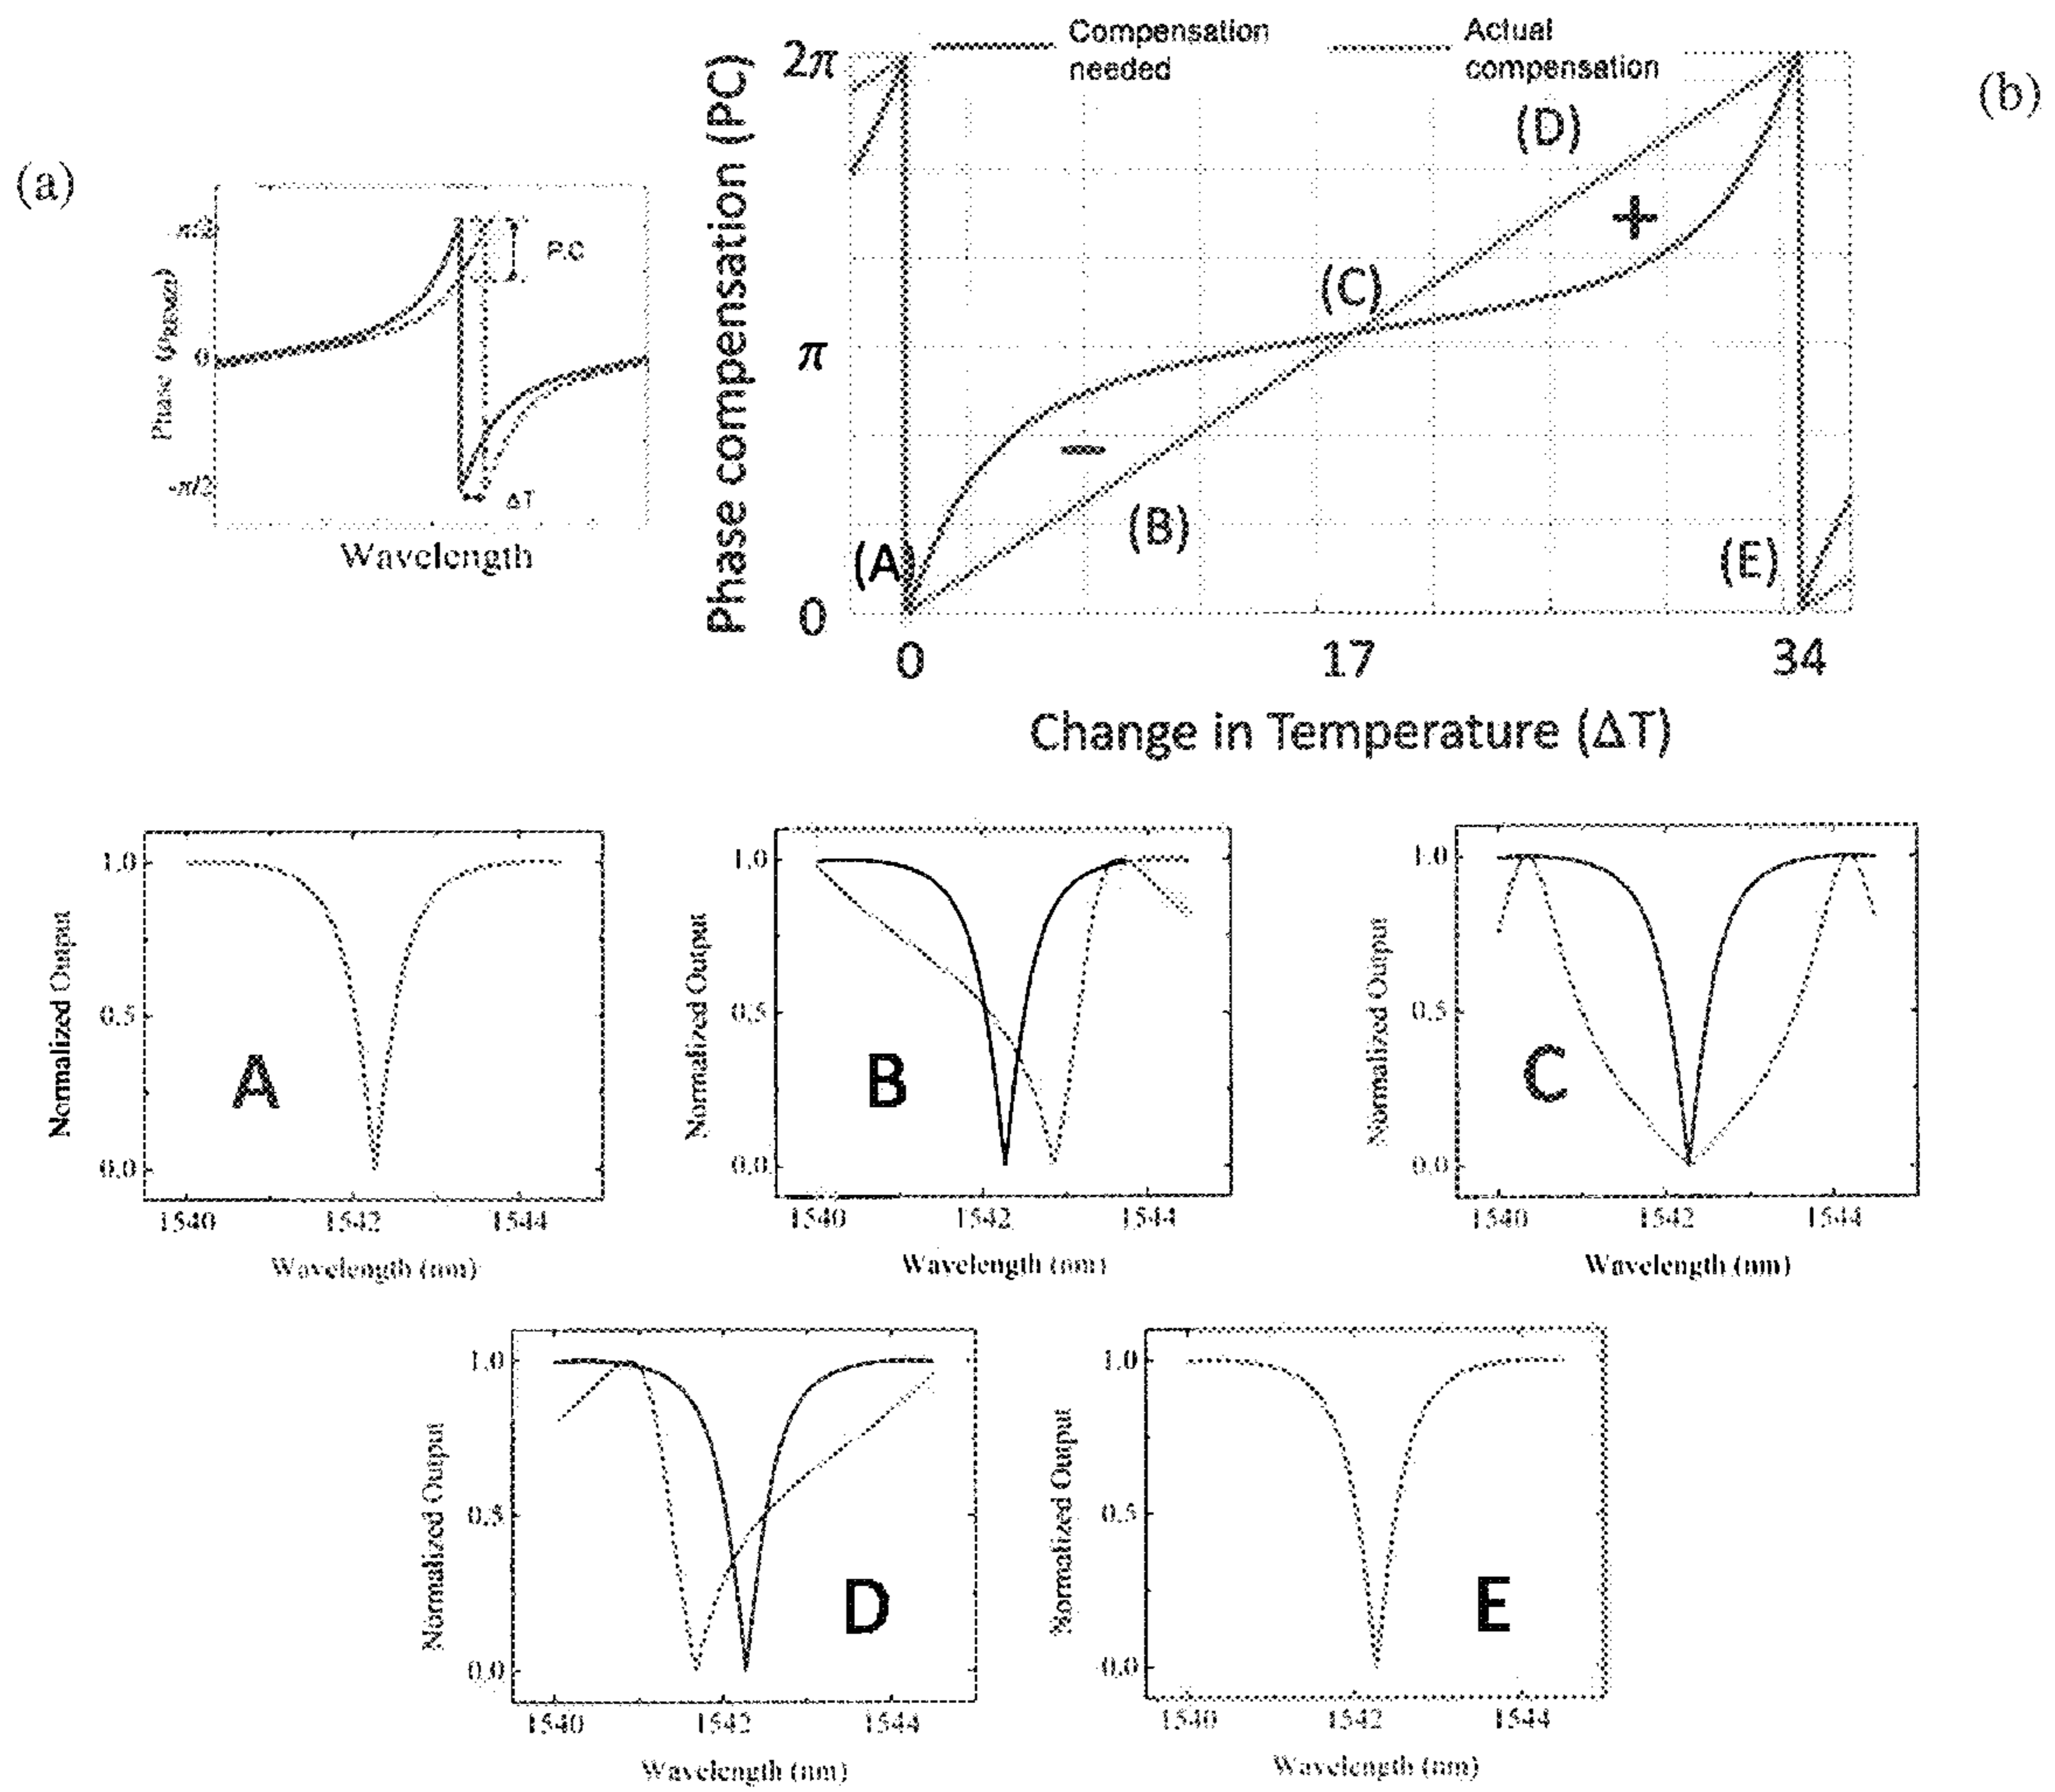 (a)
π/2
0
-π/2
Phase (φREMZI)
P.C
ΔT
Wavelength
(b)
Compensation needed
Actual compensation
Phase compensation (PC)
2π
π
0
(A)
(B)
(C)
(D)
(E)
−
+
0 17 34
Change in Temperature (ΔT)
Normalized Output
1.0
0.5
0.0
A
1540 1542 1544
Wavelength (nm)
Normalized Output
1.0
0.5
0.0
B
1540 1542 1544
Wavelength (nm)
Normalized Output
1.0
0.5
0.0
C
1540 1542 1544
Wavelength (nm)
Normalized Output
1.0
0.5
0.0
D
1540 1542 1544
Wavelength (nm)
Normalized Output
1.0
0.5
0.0
E
1540 1542 1544
Wavelength (nm)